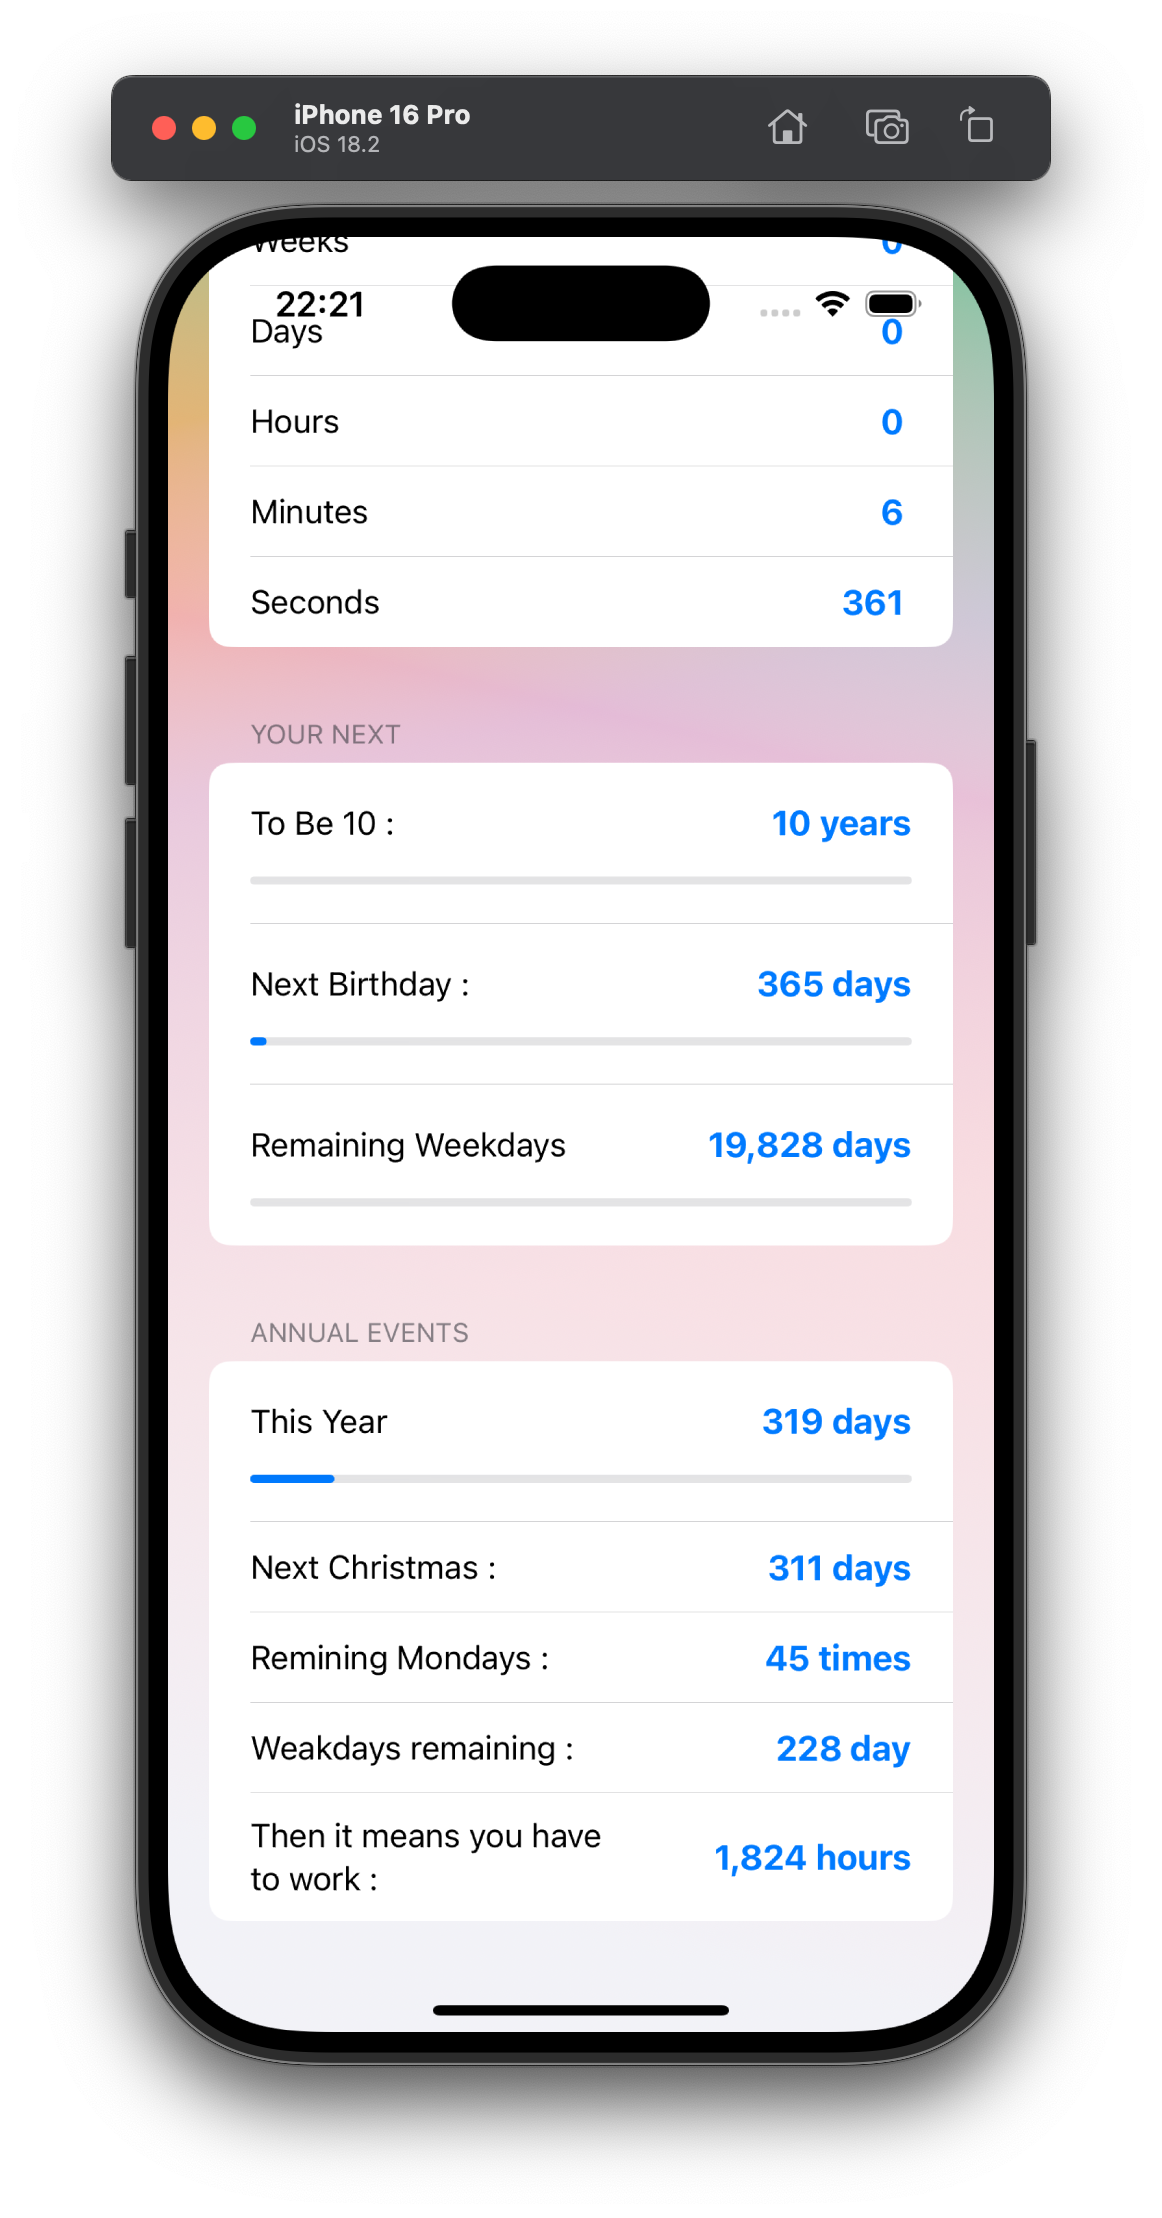 iPhone 16 Pro
iOS 18.2
Weeks 0
22:21
Days 0
Hours 0
Minutes 6
Seconds 361
YOUR NEXT
To Be 10 : 10 years
Next Birthday : 365 days
Remaining Weekdays 19,828 days
ANNUAL EVENTS
This Year 319 days
Next Christmas : 311 days
Remining Mondays : 45 times
Weakdays remaining : 228 day
Then it means you have
to work : 1,824 hours